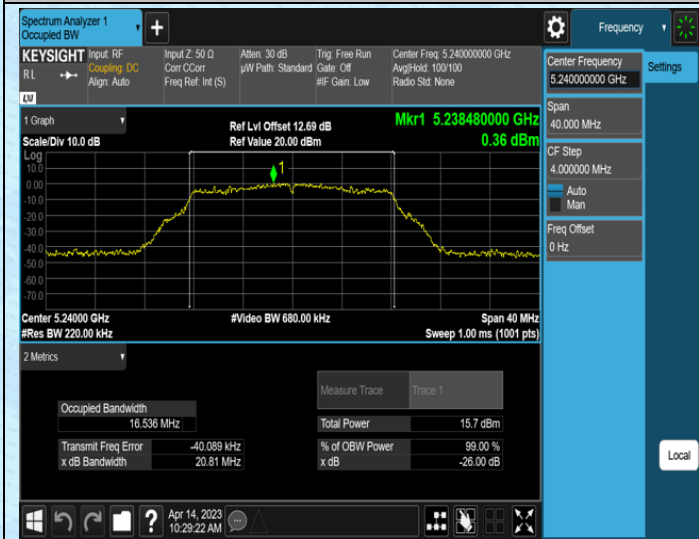 Spectrum Analyzer 1
Occupied BW
+
Frequency
KEYSIGHT
RL
LXI
Input: RF
Coupling: DC
Align: Auto
Input Z: 50 Ω
Corr CCorr
Freq Ref: Int (S)
Atten: 30 dB
µW Path: Standard
Trig: Free Run
Gate: Off
#IF Gain: Low
Center Freq: 5.240000000 GHz
Avg|Hold: 100/100
Radio Std: None
Center Frequency
5.240000000 GHz
Settings
Span
40.000 MHz
CF Step
4.000000 MHz
Auto
Man
Freq Offset
0 Hz
1 Graph
Scale/Div 10.0 dB
Ref Lvl Offset 12.69 dB
Ref Value 20.00 dBm
Mkr1 5.238480000 GHz
0.36 dBm
Log
10.0
0.00
-10.0
-20.0
-30.0
-40.0
-50.0
-60.0
-70.0
1
Center 5.24000 GHz
#Res BW 220.00 kHz
#Video BW 680.00 kHz
Span 40 MHz
Sweep 1.00 ms (1001 pts)
2 Metrics
Measure Trace
Trace 1
Occupied Bandwidth
16.536 MHz
Total Power
15.7 dBm
Transmit Freq Error
-40.089 kHz
% of OBW Power
99.00 %
x dB Bandwidth
20.81 MHz
x dB
-26.00 dB
Local
?
Apr 14, 2023
10:29:22 AM